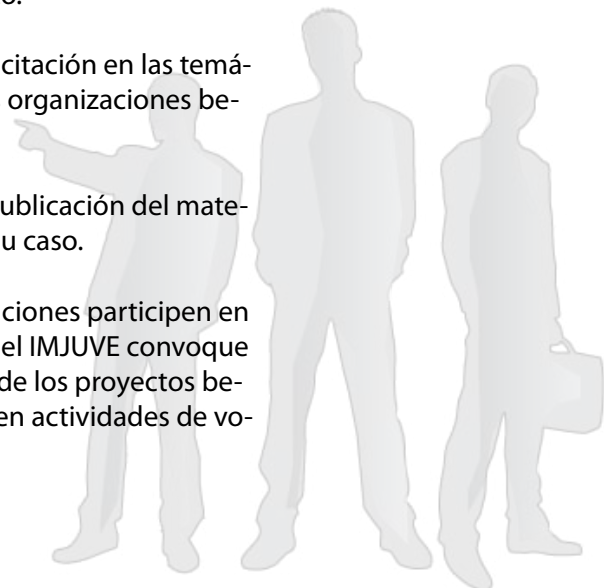 o.
citación en las temá-
organizaciones be-
ublicación del mate-
u caso.
ciones participen en
el IMJUVE convoque
de los proyectos be-
en actividades de vo-